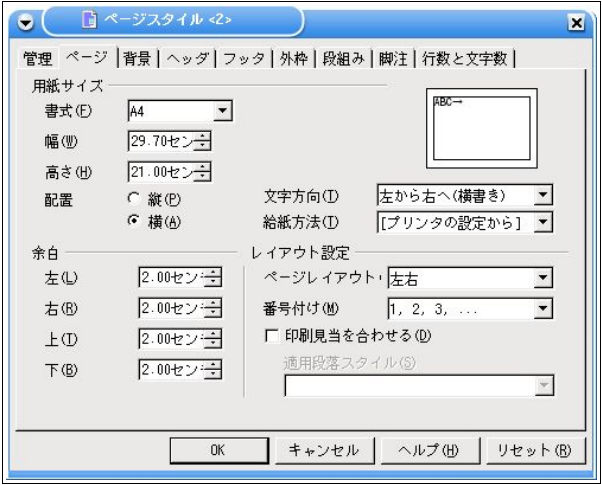 ページスタイル <2>
管理 ページ 背景 ヘッダ フッタ 外枠 段組み 脚注 行数と文字数
用紙サイズ
書式(F) A4
ABC→
幅(W) 29.70セン
高さ(H) 21.00セン
配置 縦(P) 文字方向(T) 左から右へ(横書き)
横(A) 給紙方法(T) [プリンタの設定から]
余白 レイアウト設定
左(L) 2.00セン ページレイアウト 左右
右(R) 2.00セン 番号付け(M) 1, 2, 3, ...
上(T) 2.00セン 印刷見当を合わせる(D)
適用段落スタイル(S)
下(B) 2.00セン
OK キャンセル ヘルプ(H) リセット(R)